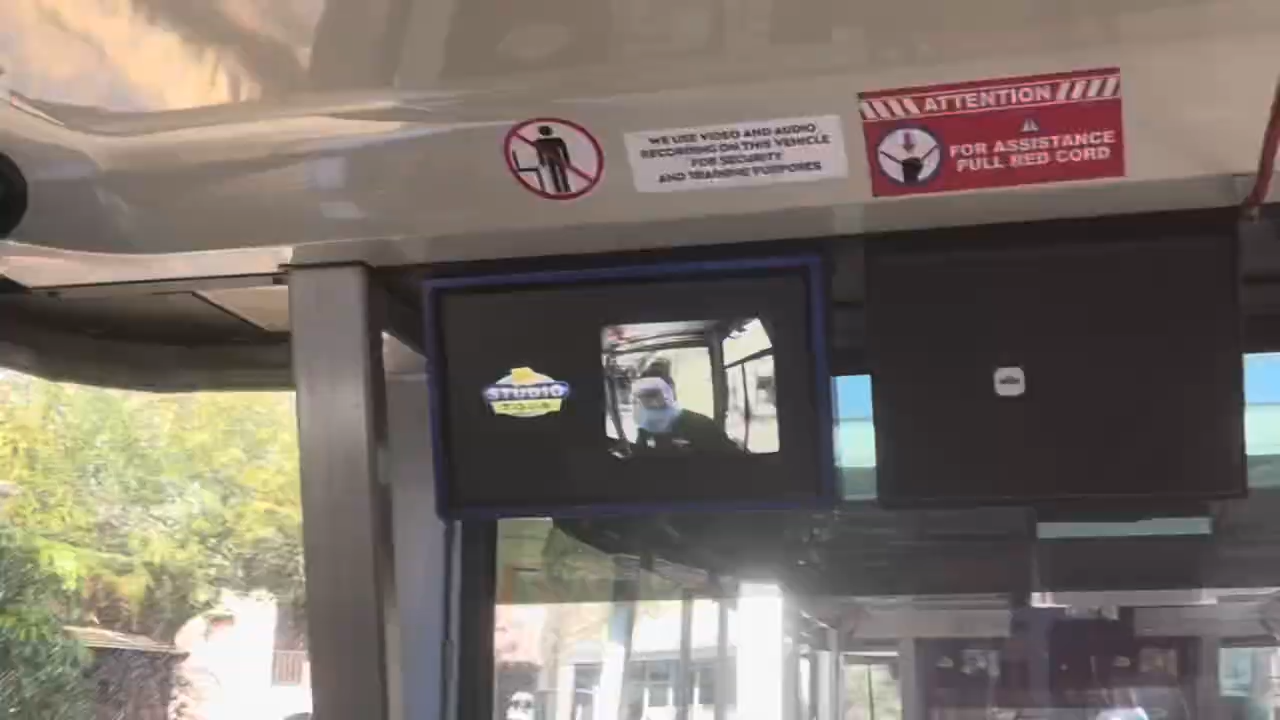 WE USE VIDEO AND AUDIO
RECORDING ON THIS VEHICLE
FOR SECURITY
AND TRAINING PURPOSES
ATTENTION
FOR ASSISTANCE
PULL RED CORD
STUDIO
TOUR